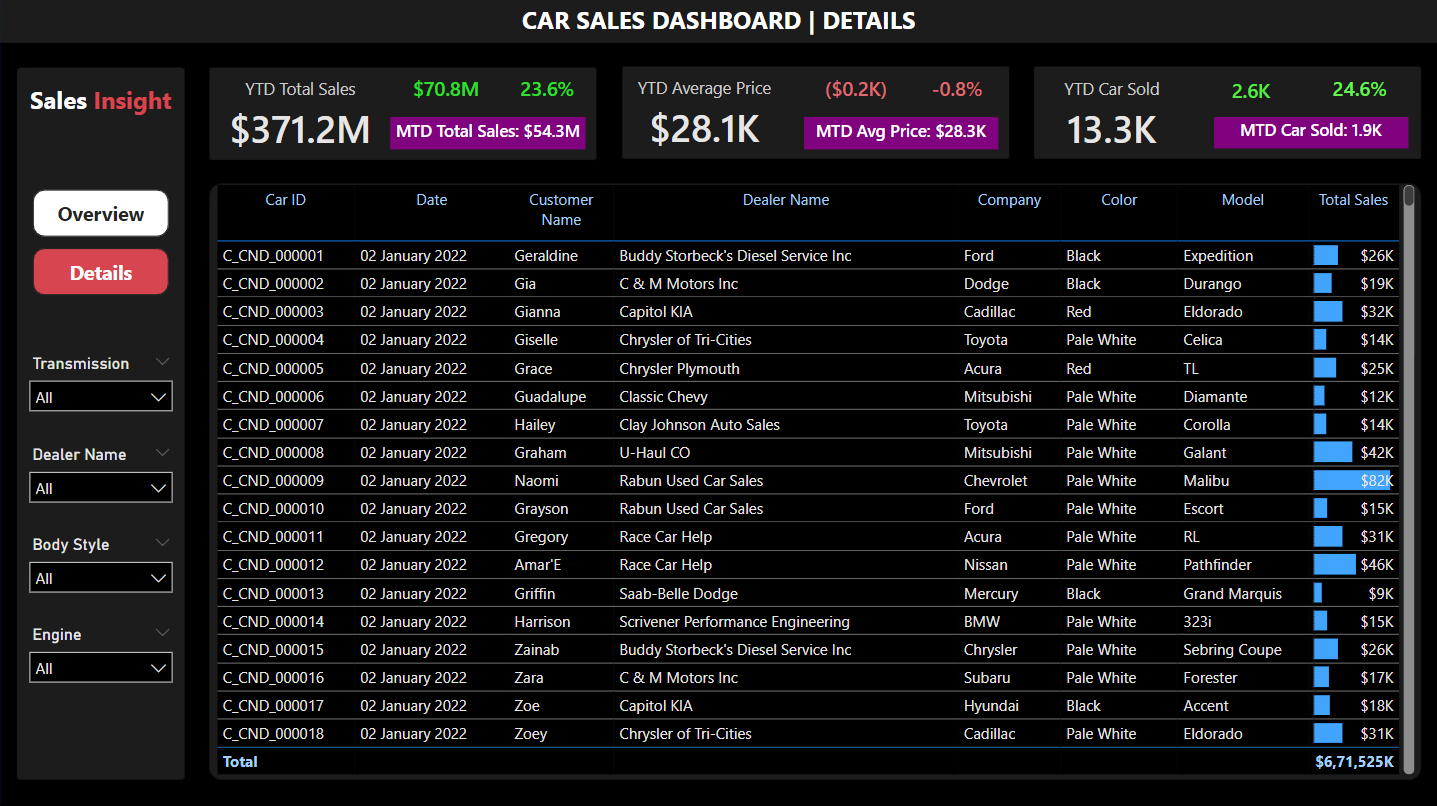 CAR SALES DASHBOARD | DETAILS
Sales Insight
Overview
Details
Transmission
All
Dealer Name
All
Body Style
All
Engine
All
YTD Total Sales $70.8M 23.6%
$371.2M MTD Total Sales: $54.3M
YTD Average Price ($0.2K) -0.8%
$28.1K MTD Avg Price: $28.3K
YTD Car Sold 2.6K 24.6%
13.3K MTD Car Sold: 1.9K
Car ID Date Customer Name Dealer Name Company Color Model Total Sales
C_CND_000001 02 January 2022 Geraldine Buddy Storbeck's Diesel Service Inc Ford Black Expedition $26K
C_CND_000002 02 January 2022 Gia C & M Motors Inc Dodge Black Durango $19K
C_CND_000003 02 January 2022 Gianna Capitol KIA Cadillac Red Eldorado $32K
C_CND_000004 02 January 2022 Giselle Chrysler of Tri-Cities Toyota Pale White Celica $14K
C_CND_000005 02 January 2022 Grace Chrysler Plymouth Acura Red TL $25K
C_CND_000006 02 January 2022 Guadalupe Classic Chevy Mitsubishi Pale White Diamante $12K
C_CND_000007 02 January 2022 Hailey Clay Johnson Auto Sales Toyota Pale White Corolla $14K
C_CND_000008 02 January 2022 Graham U-Haul CO Mitsubishi Pale White Galant $42K
C_CND_000009 02 January 2022 Naomi Rabun Used Car Sales Chevrolet Pale White Malibu $82K
C_CND_000010 02 January 2022 Grayson Rabun Used Car Sales Ford Pale White Escort $15K
C_CND_000011 02 January 2022 Gregory Race Car Help Acura Pale White RL $31K
C_CND_000012 02 January 2022 Amar'E Race Car Help Nissan Pale White Pathfinder $46K
C_CND_000013 02 January 2022 Griffin Saab-Belle Dodge Mercury Black Grand Marquis $9K
C_CND_000014 02 January 2022 Harrison Scrivener Performance Engineering BMW Pale White 323i $15K
C_CND_000015 02 January 2022 Zainab Buddy Storbeck's Diesel Service Inc Chrysler Pale White Sebring Coupe $26K
C_CND_000016 02 January 2022 Zara C & M Motors Inc Subaru Pale White Forester $17K
C_CND_000017 02 January 2022 Zoe Capitol KIA Hyundai Black Accent $18K
C_CND_000018 02 January 2022 Zoey Chrysler of Tri-Cities Cadillac Pale White Eldorado $31K
Total $6,71,525K